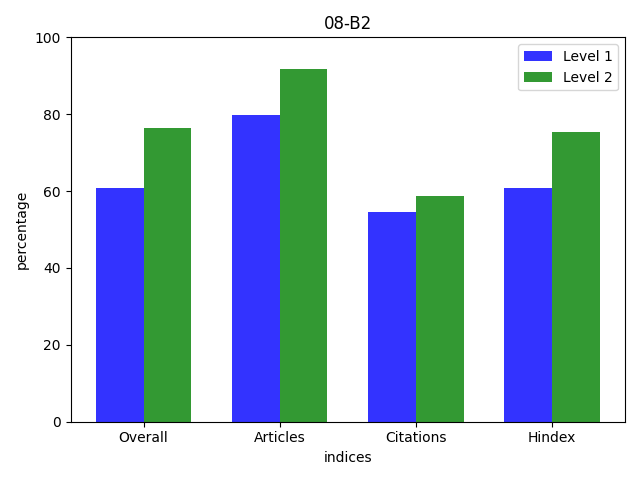 08-B2
100
80
60
40
20
0
percentage
Level 1
Level 2
Overall Articles Citations Hindex
indices